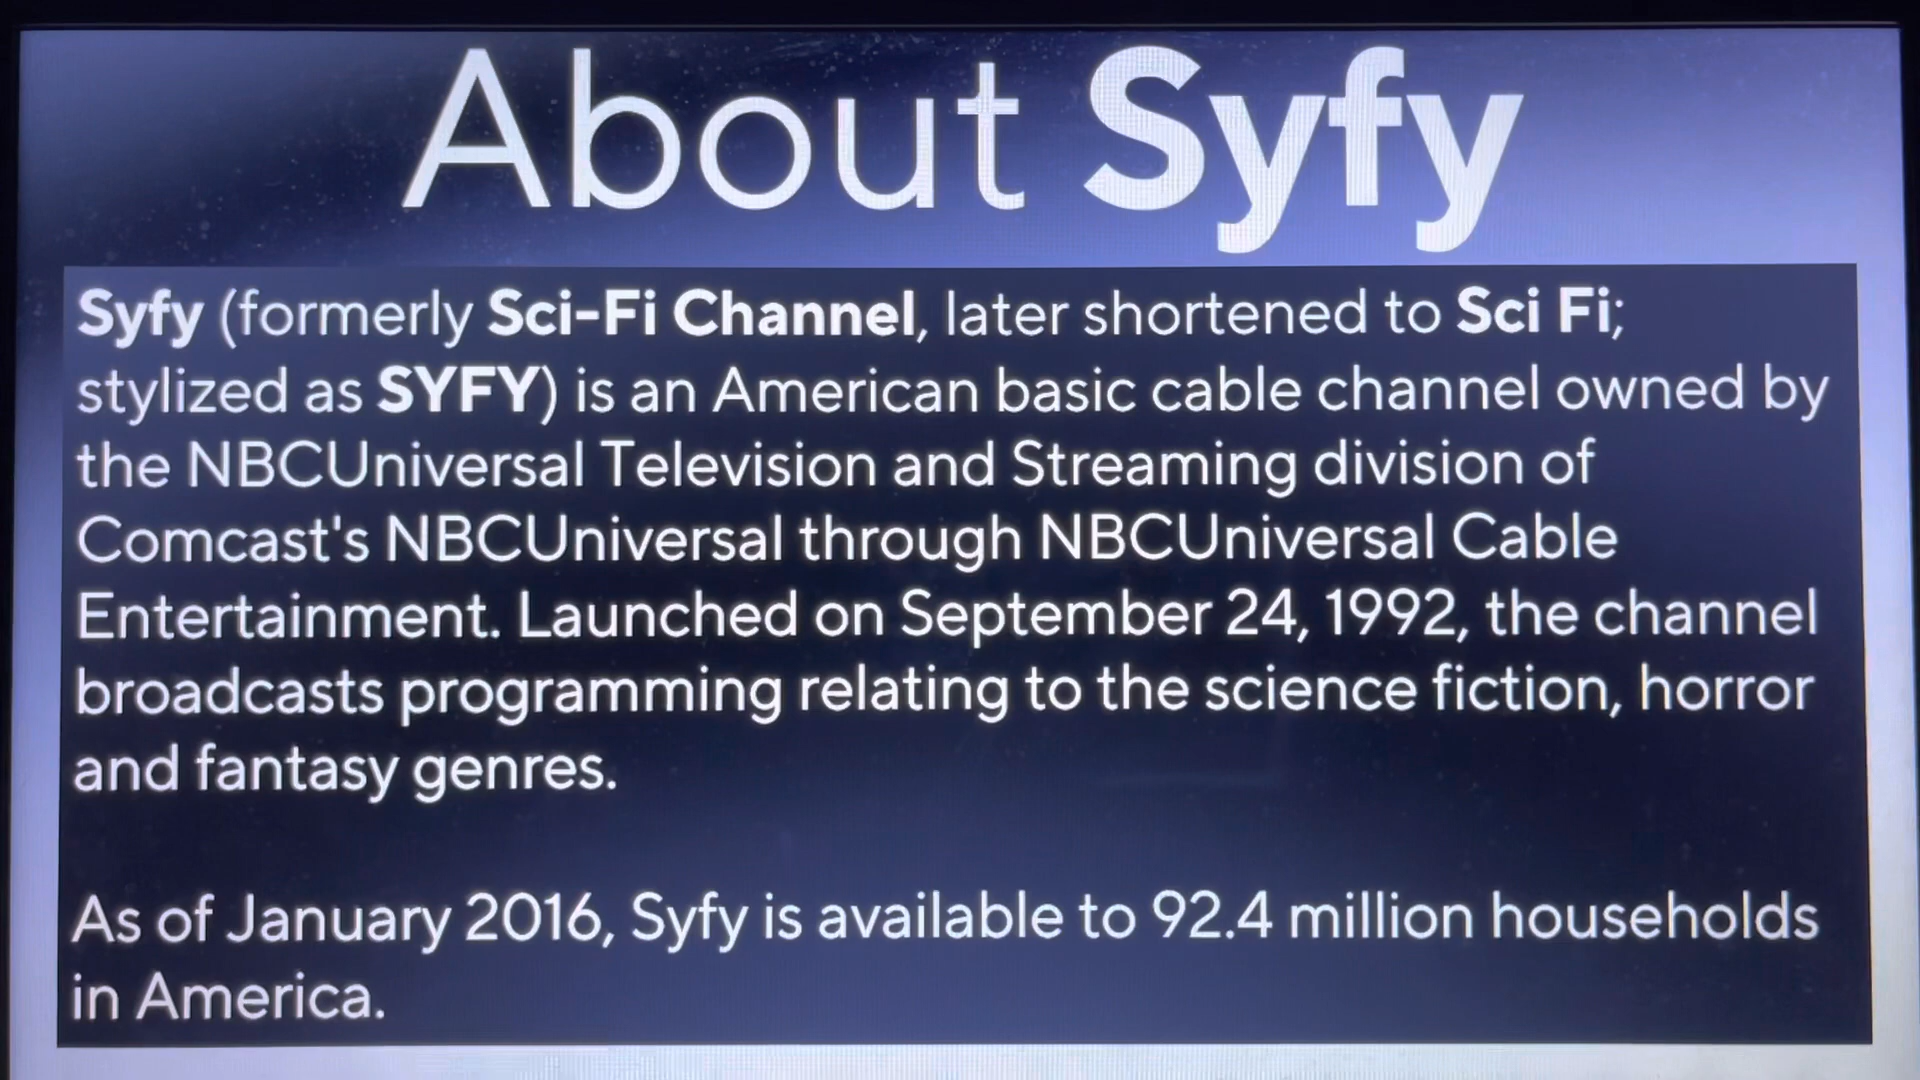 About Syfy
Syfy (formerly Sci-Fi Channel, later shortened to Sci Fi;
stylized as SYFY) is an American basic cable channel owned by
the NBCUniversal Television and Streaming division of
Comcast's NBCUniversal through NBCUniversal Cable
Entertainment. Launched on September 24, 1992, the channel
broadcasts programming relating to the science fiction, horror
and fantasy genres.
As of January 2016, Syfy is available to 92.4 million households
in America.